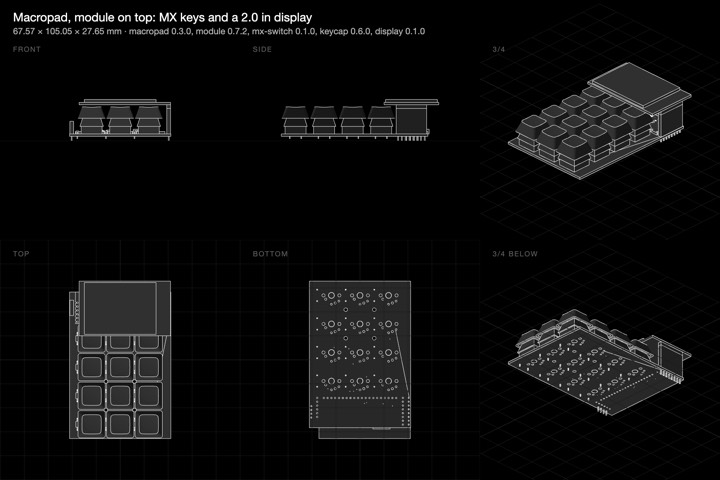 Macropad, module on top: MX keys and a 2.0 in display
67.57 × 105.05 × 27.65 mm · macropad 0.3.0, module 0.7.2, mx-switch 0.1.0, keycap 0.6.0, display 0.1.0
FRONT
SIDE
3/4
TOP
BOTTOM
3/4 BELOW